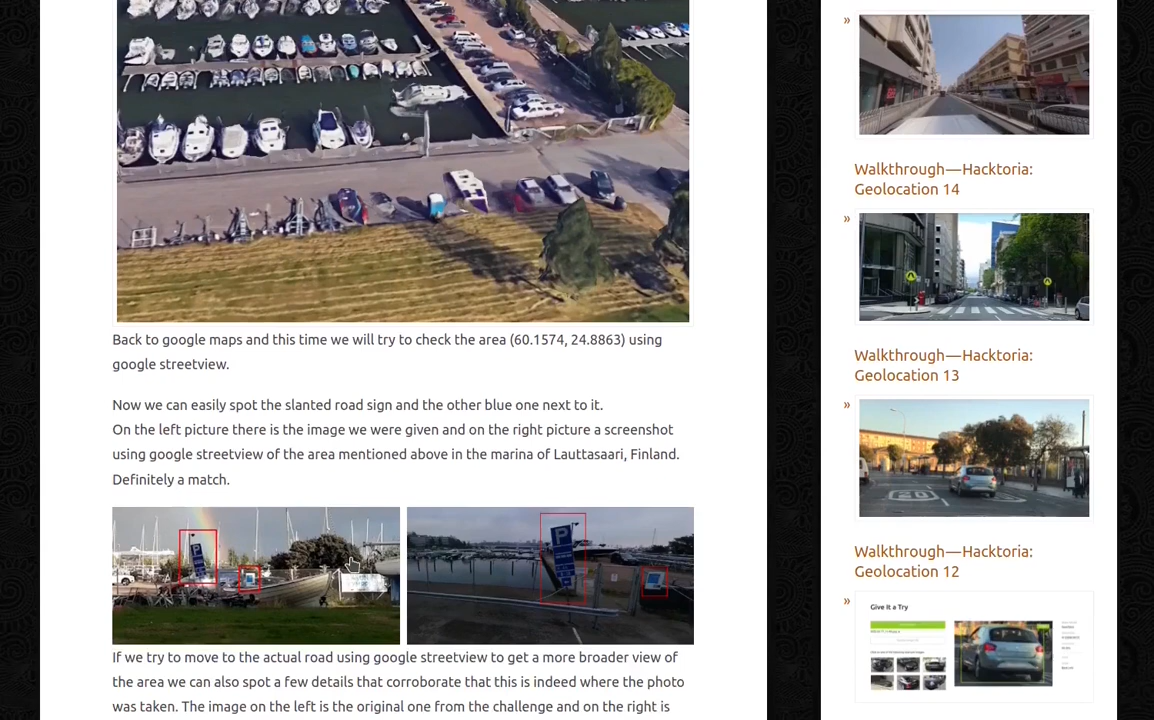 Back to google maps and this time we will try to check the area (60.1574, 24.8863) using
google streetview.
Now we can easily spot the slanted road sign and the other blue one next to it.
On the left picture there is the image we were given and on the right picture a screenshot
using google streetview of the area mentioned above in the marina of Lauttasaari, Finland.
Definitely a match.
P
P
If we try to move to the actual road using google streetview to get a more broader view of
the area we can also spot a few details that corroborate that this is indeed where the photo
was taken. The image on the left is the original one from the challenge and on the right is
»
Walkthrough—Hacktoria:
Geolocation 14
»
Walkthrough—Hacktoria:
Geolocation 13
»
Walkthrough—Hacktoria:
Geolocation 12
»
Give It a Try